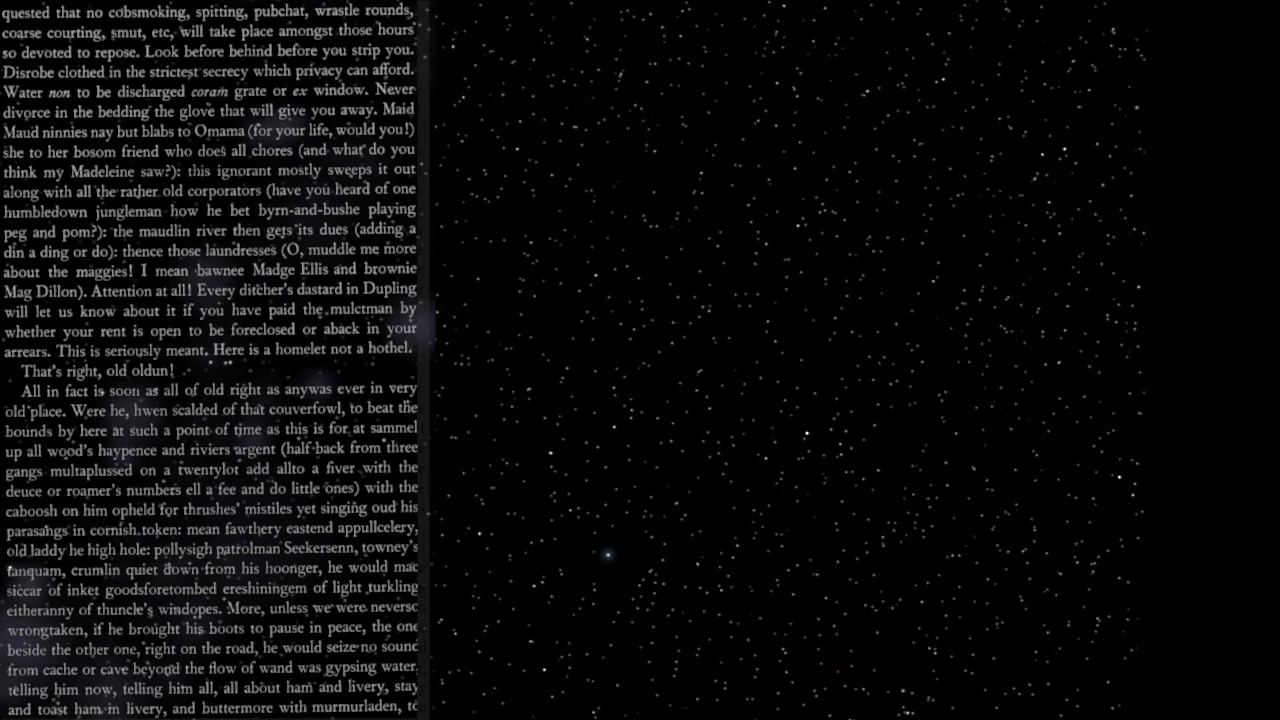 quested that no cobsmoking, spitting, pubchat, wrastle rounds,
coarse courting, smut, etc, will take place amongst those hours
so devoted to repose. Look before behind before you strip you.
Disrobe clothed in the strictest secrecy which privacy can afford.
Water non to be discharged coram grate or ex window. Never
divorce in the bedding the glove that will give you away. Maid
Maud ninnies nay but blabs to Omama (for your life, would you!)
she to her bosom friend who does all chores (and what do you
think my Madeleine saw?): this ignorant mostly sweeps it out
along with all the rather old corporators (have you heard of one
humbledown jungleman how he bet byrn-and-bushe playing
peg and pom?): the maudlin river then gets its dues (adding a
din a ding or do): thence those laundresses (O, muddle me more
about the maggies! I mean bawnee Madge Ellis and brownie
Mag Dillon). Attention at all! Every ditcher's dastard in Dupling
will let us know about it if you have paid the mulctman by
whether your rent is open to be foreclosed or aback in your
arrears. This is seriously meant. Here is a homelet not a hothel.
That's right, old oldun!
All in fact is soon as all of old right as anywas ever in very
old place. Were he, hwen scalded of that couverfowl, to beat the
bounds by here at such a point of time as this is for at sammel
up all wood's haypence and riviers argent (half back from three
gangs multaplussed on a twentylot add allto a fiver with the
deuce or roamer's numbers ell a fee and do little ones) with the
caboosh on him opheld for thrushes' mistiles yet singing oud his
parasangs in cornish token: mean fawthery eastend appullcelery,
old laddy he high hole: pollysigh patrolman Seekersenn, towney's
tanquam, crumlin quiet down from his hoonger, he would mac
siccar of inket goodsforetombed ereshiningem of light turkling
eitheranny of thuncle's windopes. More, unless we were neverso
wrongtaken, if he brought his boots to pause in peace, the one
beside the other one, right on the road, he would seize no sound
from cache or cave beyond the flow of wand was gypsing water,
telling him now, telling him all, all about ham and livery, stay
and toast ham in livery, and buttermore with murmurladen, to